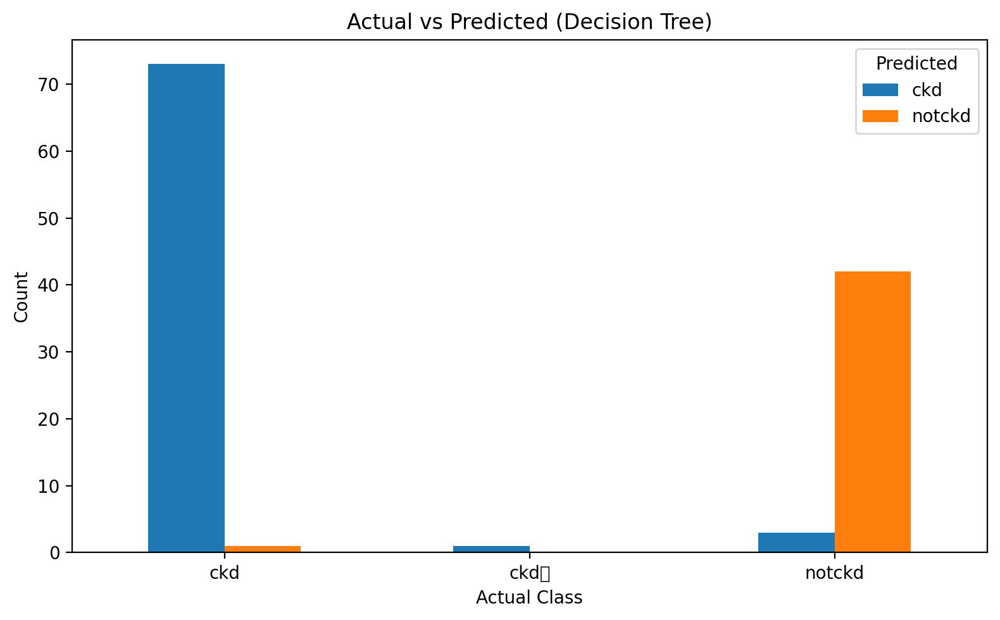 Actual vs Predicted (Decision Tree)
Predicted
ckd
notckd
70
60
50
40
30
20
10
0
Count
ckd
ckd▯
notckd
Actual Class